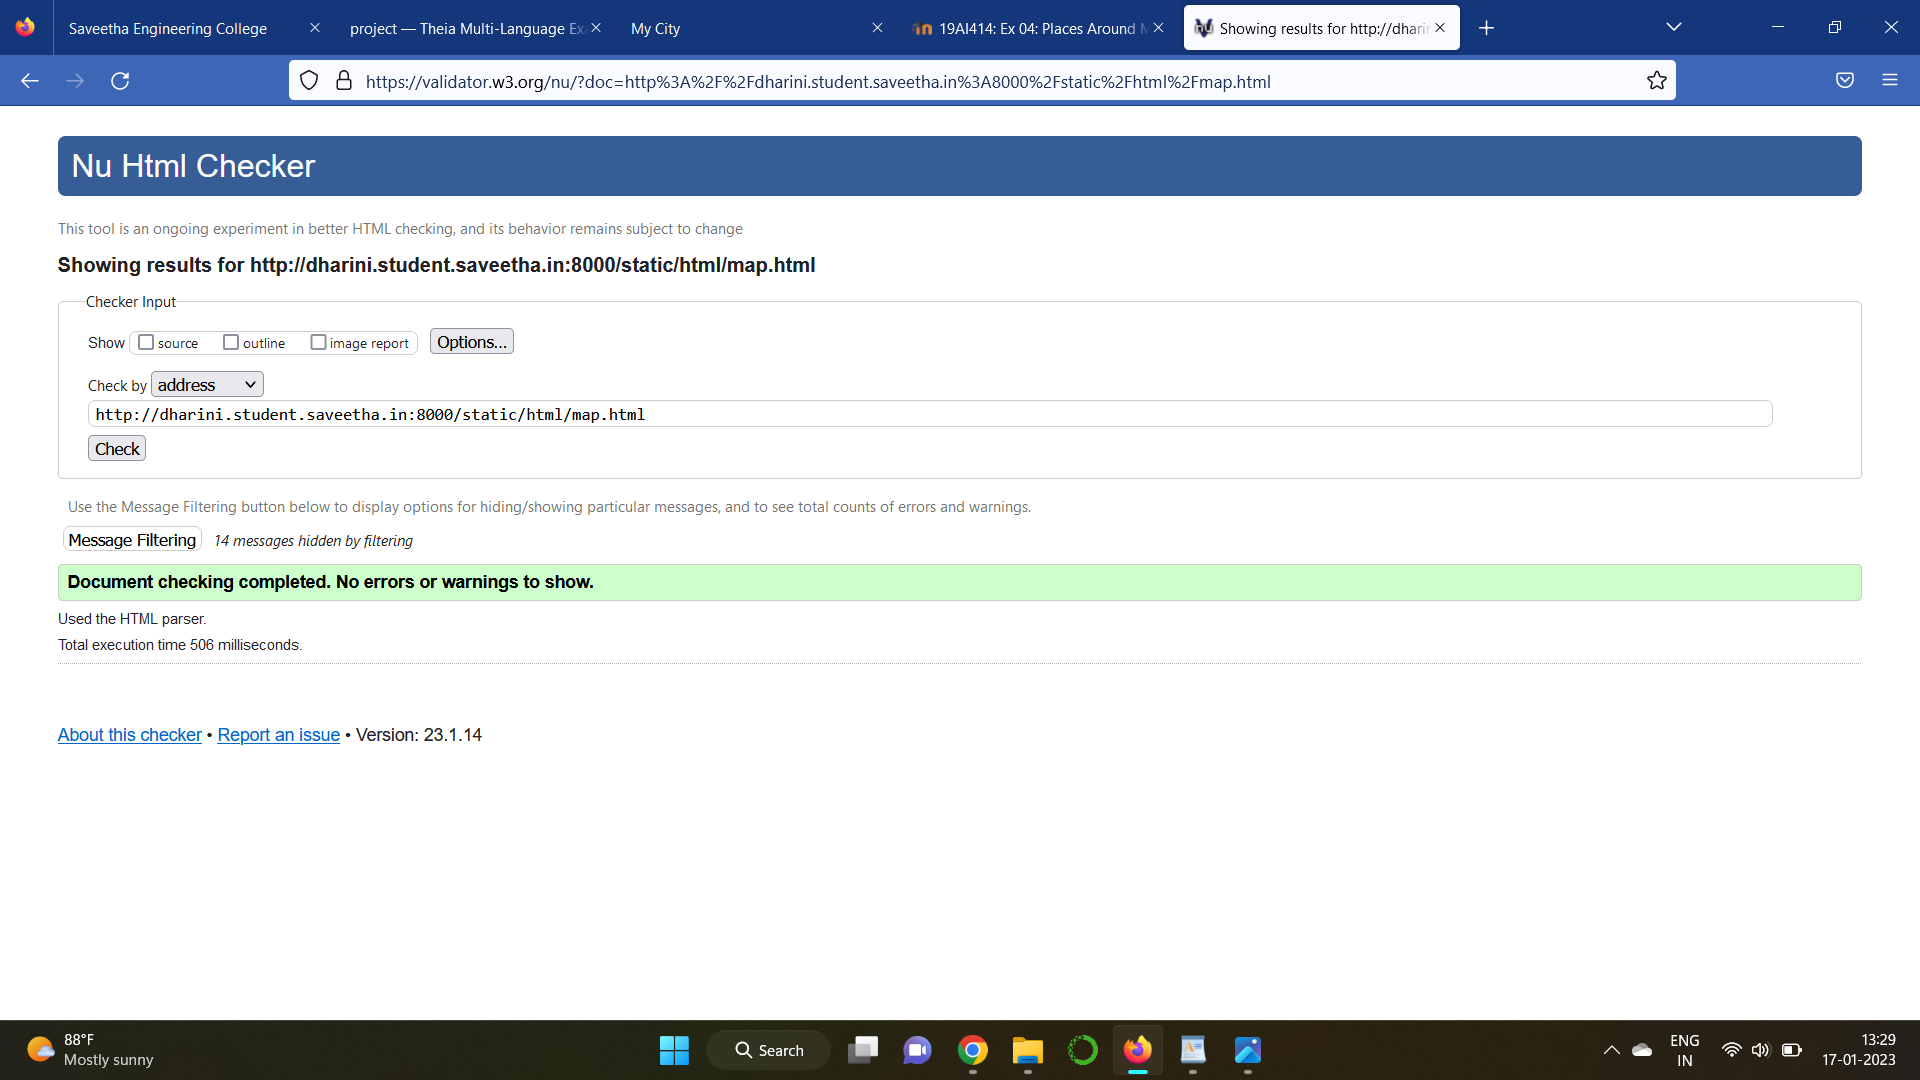 Saveetha Engineering College
project — Theia Multi-Language Ex
My City
19AI414: Ex 04: Places Around M
Showing results for http://dharin
https://validator.w3.org/nu/?doc=http%3A%2F%2Fdharini.student.saveetha.in%3A8000%2Fstatic%2Fhtml%2Fmap.html
Nu Html Checker
This tool is an ongoing experiment in better HTML checking, and its behavior remains subject to change
Showing results for http://dharini.student.saveetha.in:8000/static/html/map.html
Checker Input
Show source outline image report Options...
Check by address
http://dharini.student.saveetha.in:8000/static/html/map.html
Check
Use the Message Filtering button below to display options for hiding/showing particular messages, and to see total counts of errors and warnings.
Message Filtering 14 messages hidden by filtering
Document checking completed. No errors or warnings to show.
Used the HTML parser.
Total execution time 506 milliseconds.
About this checker • Report an issue • Version: 23.1.14
88°F
Mostly sunny
Search
ENG
IN
13:29
17-01-2023